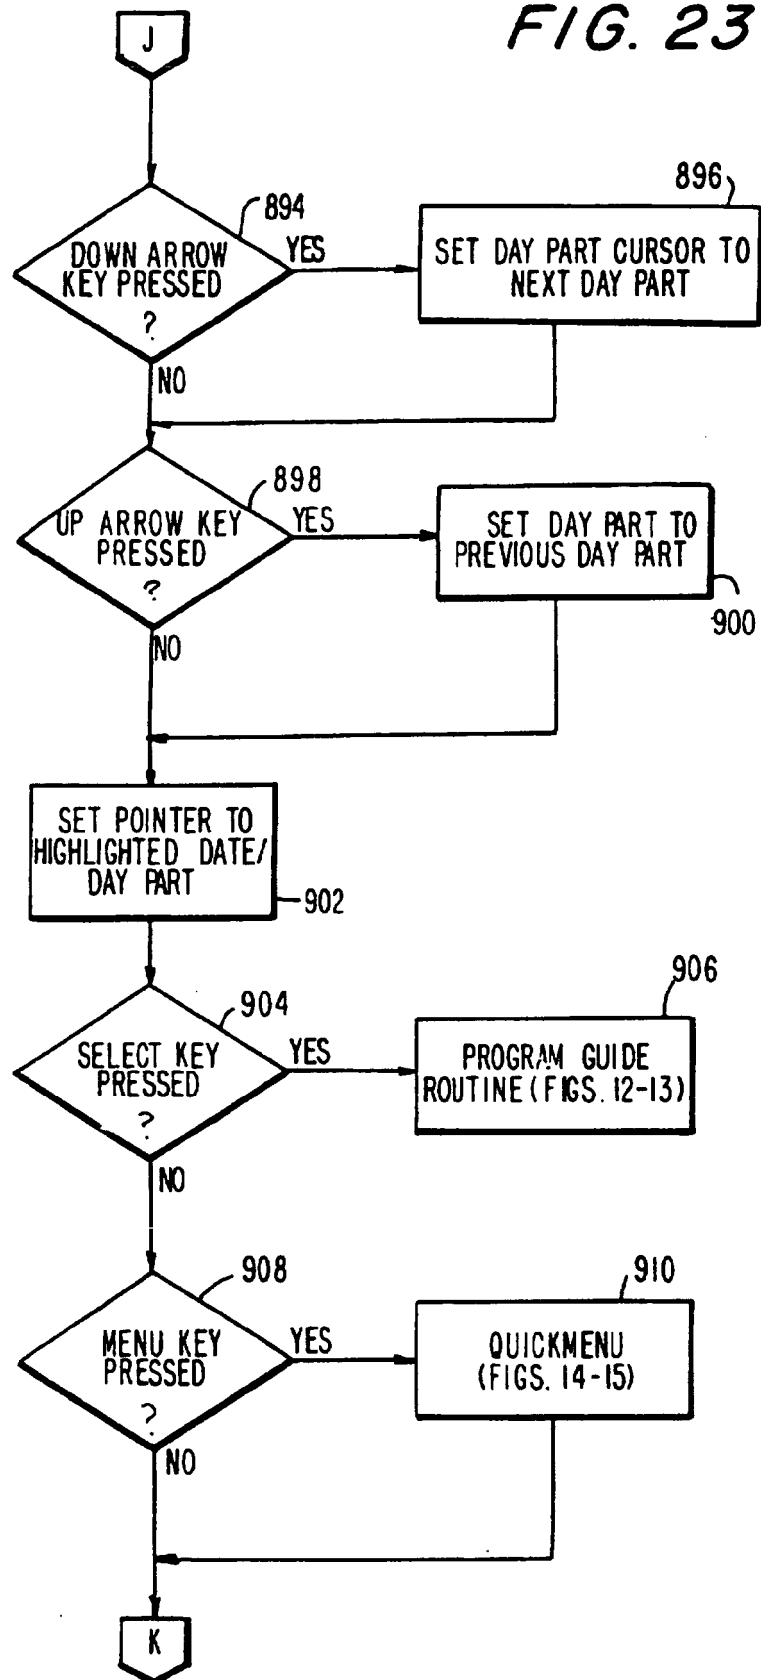 FIG. 23
J
894
896
DOWN ARROW
KEY PRESSED
?
YES
SET DAY PART CURSOR TO
NEXT DAY PART
NO
898
UP ARROW KEY
PRESSED
?
YES
SET DAY PART TO
PREVIOUS DAY PART
900
NO
SET POINTER TO
HIGHLIGHTED DATE/
DAY PART
902
904
906
SELECT KEY
PRESSED
?
YES
PROGRAM GUIDE
ROUTINE (FIGS. 12-13)
NO
908
910
MENU KEY
PRESSED
?
YES
QUICKMENU
(FIGS. 14-15)
NO
K